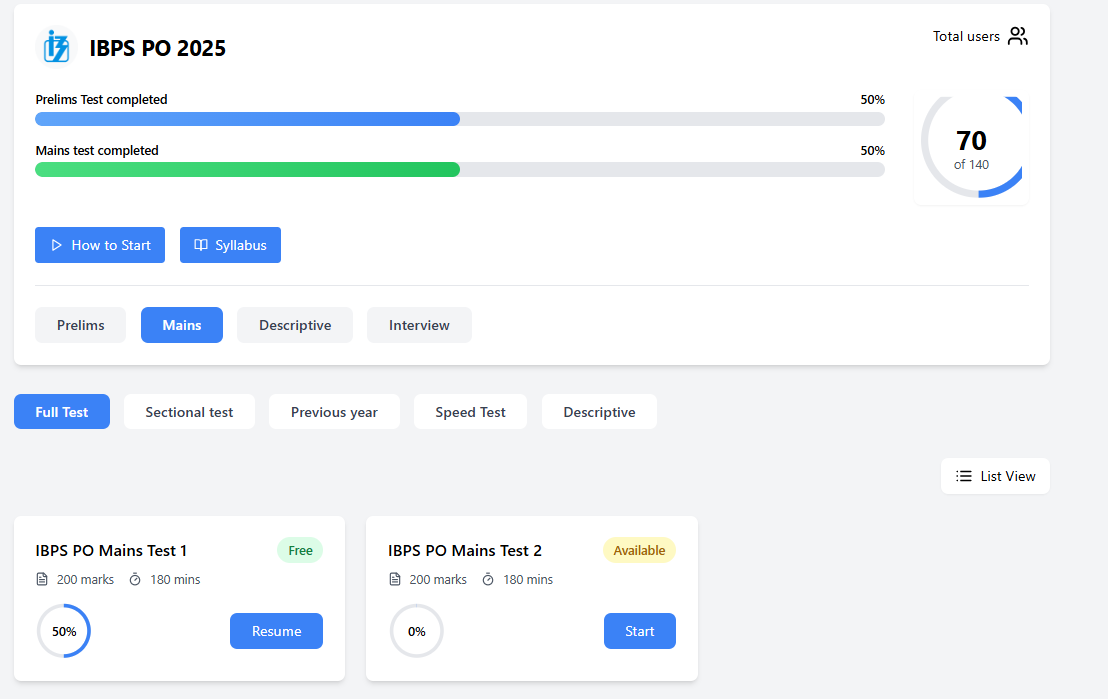 IBPS PO 2025
Total users
Prelims Test completed 50%
Mains test completed 50%
70
of 140
How to Start Syllabus
Prelims Mains Descriptive Interview
Full Test Sectional test Previous year Speed Test Descriptive
List View
IBPS PO Mains Test 1 Free
200 marks 180 mins
50% Resume
IBPS PO Mains Test 2 Available
200 marks 180 mins
0% Start